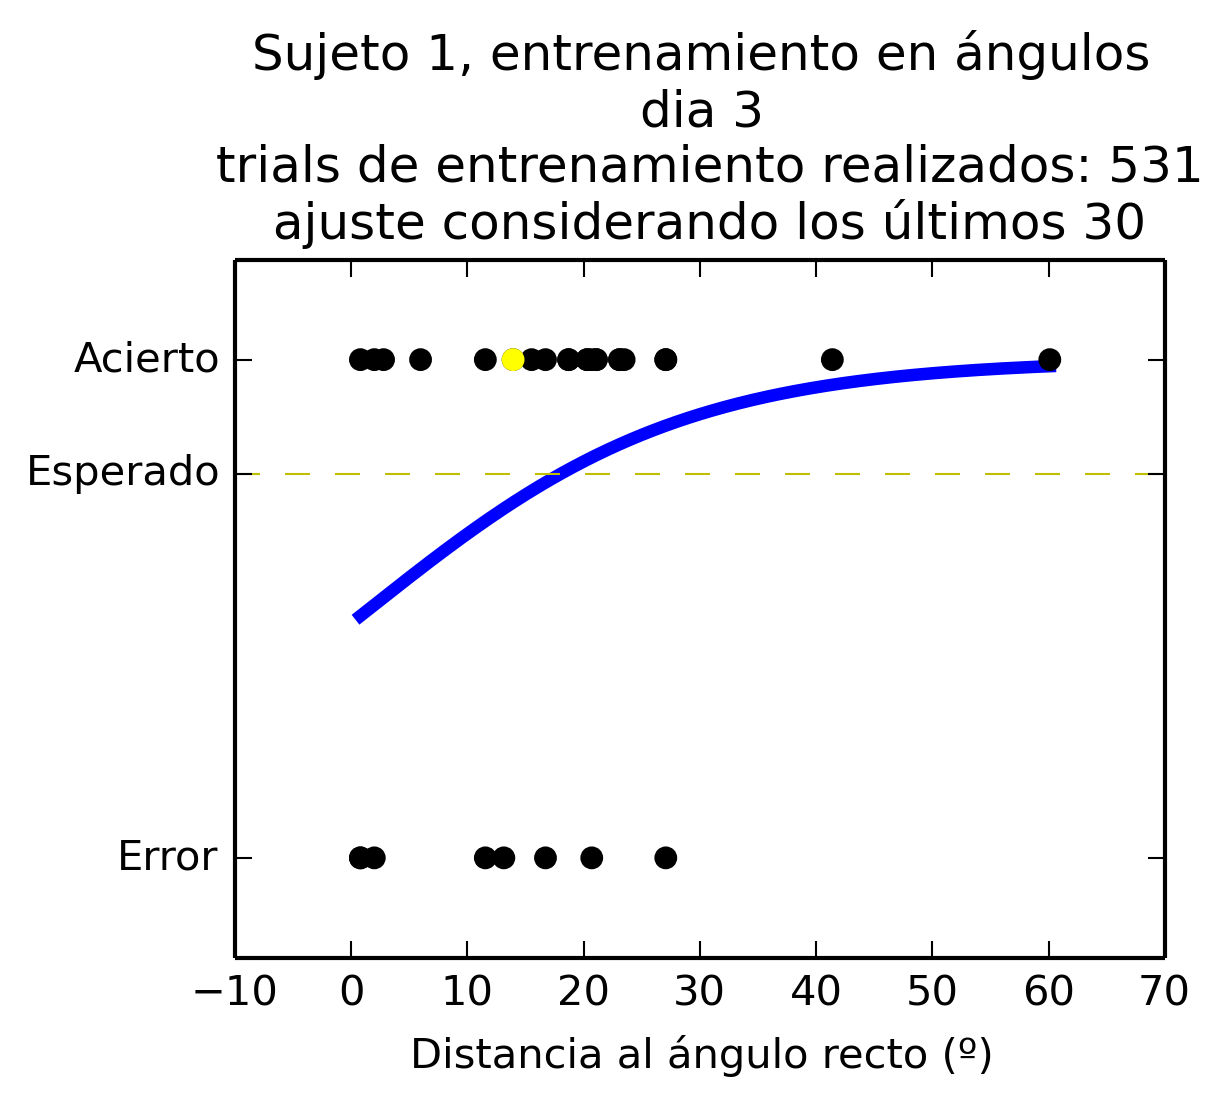 Sujeto 1, entrenamiento en ángulos
dia 3
trials de entrenamiento realizados: 531
ajuste considerando los últimos 30
Acierto
Esperado
Error
−10 0 10 20 30 40 50 60 70
Distancia al ángulo recto (º)